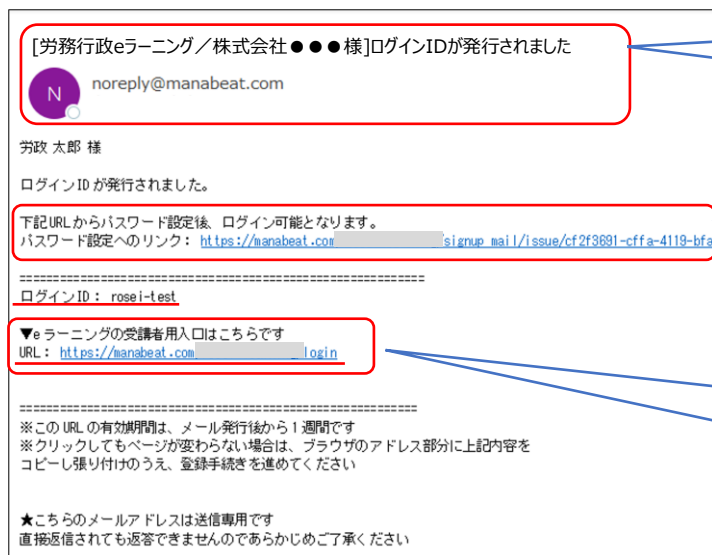 [労務行政eラーニング／株式会社●●●様]ログインIDが発行されました
N
noreply@manabeat.com
労政 太郎 様
ログインIDが発行されました。
下記URLからパスワード設定後、ログイン可能となります。
パスワード設定へのリンク： https://manabeat.com signup_mail/issue/cf2f3691-cffa-4119-bfa
============================================================
ログインID： rosei-test
▼eラーニングの受講者用入口はこちらです
URL： https://manabeat.com login
============================================================
※このURLの有効期間は、メール発行後から1週間です
※クリックしてもページが変わらない場合は、ブラウザのアドレス部分に上記内容を
コピーし張り付けのうえ、登録手続きを進めてください
★こちらのメールアドレスは送信専用です
直接返信されても返答できませんのであらかじめご了承ください